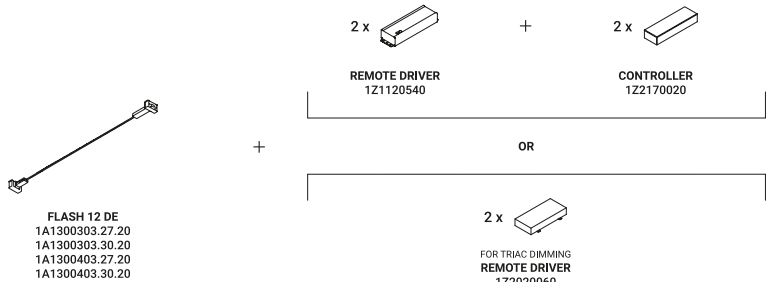 2 x
+
2 x
REMOTE DRIVER
1Z1120540
CONTROLLER
1Z2170020
+
OR
2 x
FLASH 12 DE
1A1300303.27.20
1A1300303.30.20
1A1300403.27.20
1A1300403.30.20
FOR TRIAC DIMMING
REMOTE DRIVER
1Z2020060